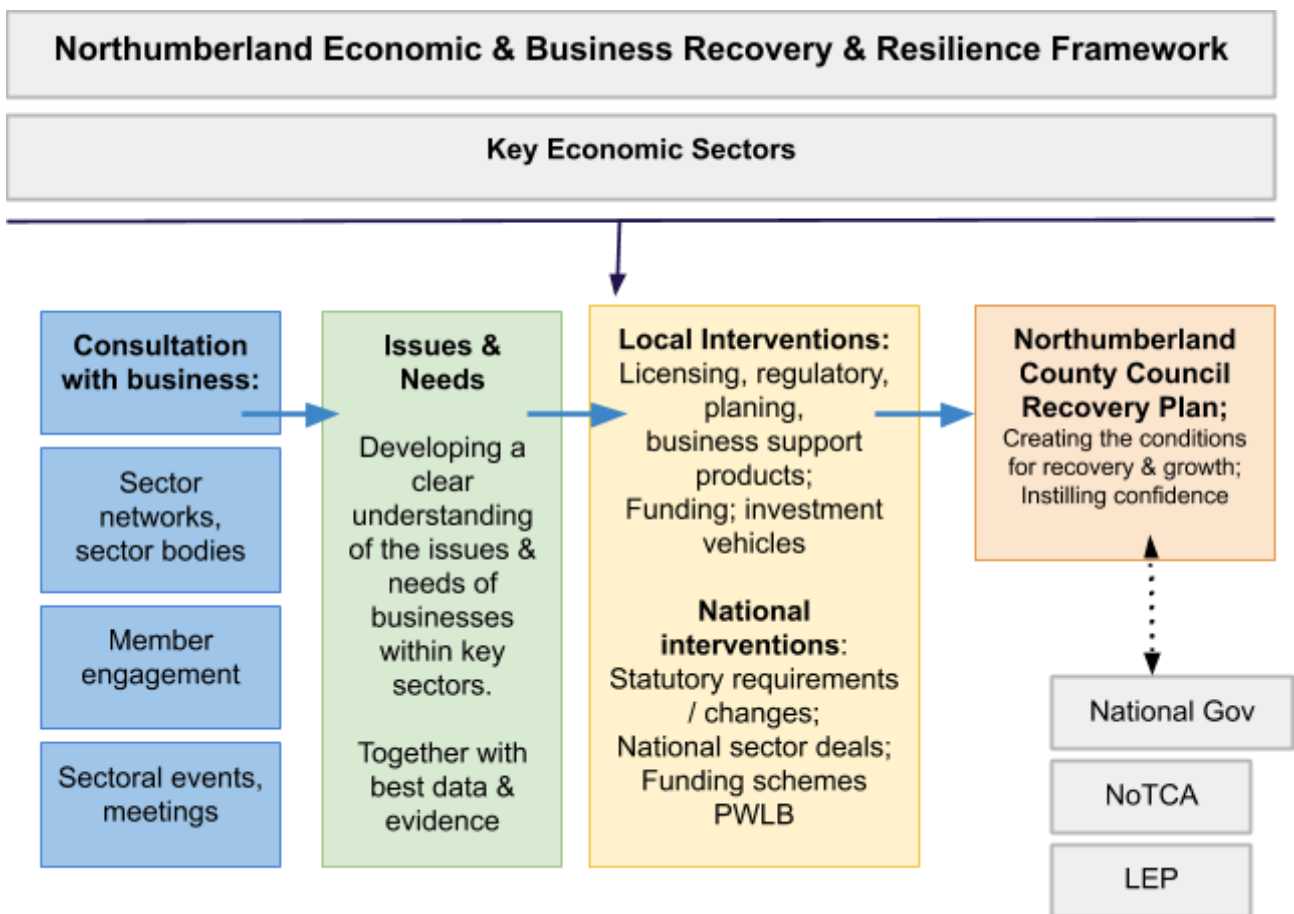 Northumberland Economic & Business Recovery & Resilience Framework
Key Economic Sectors
Consultation
with business:
Sector
networks,
sector bodies
Member
engagement
Sectoral events,
meetings
Issues &
Needs
Developing a
clear
understanding
of the issues &
needs of
businesses
within key
sectors.
Together with
best data &
evidence
Local Interventions:
Licensing, regulatory,
planing,
business support
products;
Funding; investment
vehicles
National
interventions:
Statutory requirements
/ changes;
National sector deals;
Funding schemes
PWLB
Northumberland
County Council
Recovery Plan;
Creating the conditions
for recovery & growth;
Instilling confidence
National Gov
NoTCA
LEP